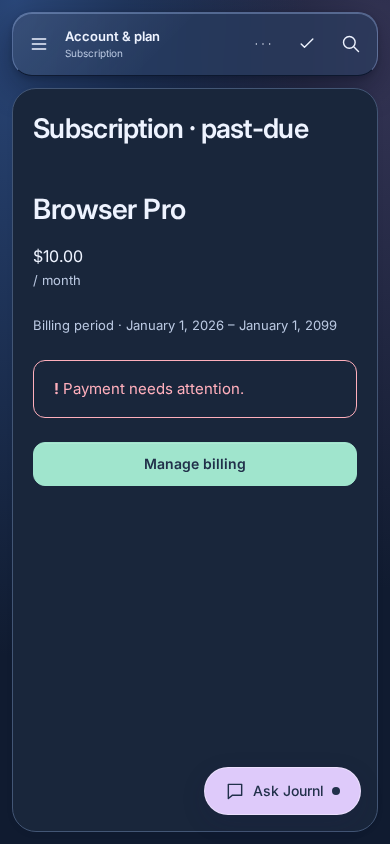 Account & plan
Subscription
Subscription · past-due
Browser Pro
$10.00
/ month
Billing period · January 1, 2026 – January 1, 2099
! Payment needs attention.
Manage billing
Ask Journl